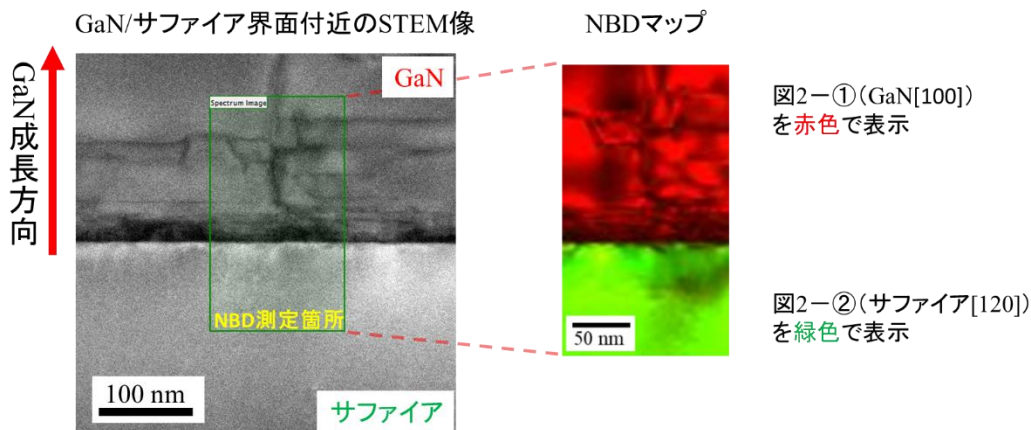 GaN/サファイア界面付近のSTEM像
NBDマップ
GaN成長方向
GaN
Spectrum Image
NBD測定箇所
100 nm
サファイア
50 nm
図2-①(GaN[100])
を赤色で表示
図2-②(サファイア[120])
を緑色で表示